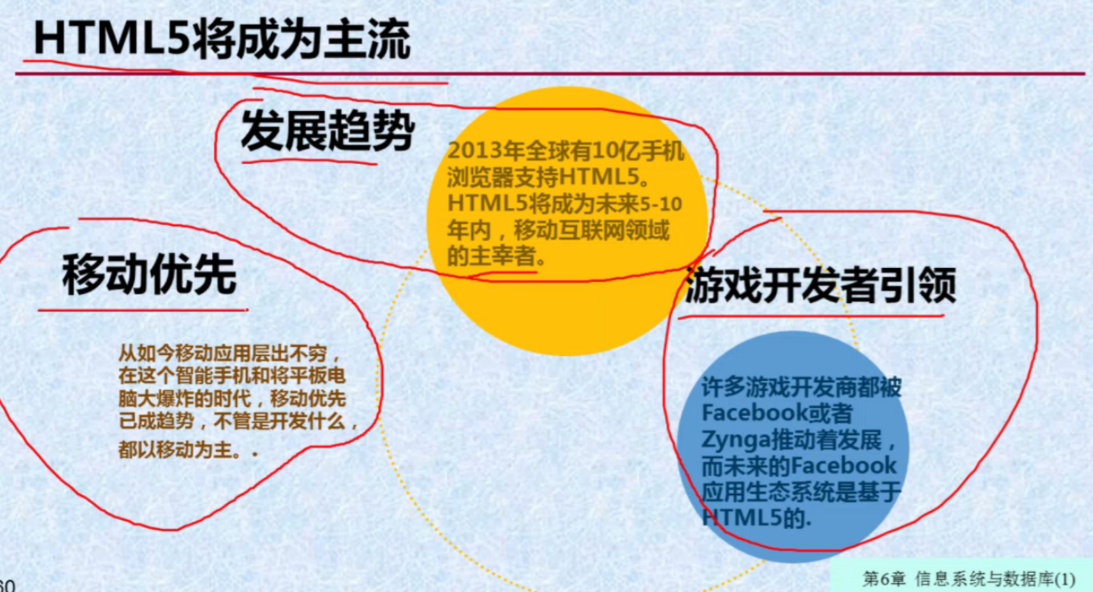 HTML5将成为主流
发展趋势
2013年全球有10亿手机
浏览器支持HTML5。
HTML5将成为未来5-10
年内，移动互联网领域
的主宰者。
移动优先
从如今移动应用层出不穷，
在这个智能手机和将平板电
脑大爆炸的时代，移动优先
已成趋势，不管是开发什么，
都以移动为主。.
游戏开发者引领
许多游戏开发商都被
Facebook或者
Zynga推动着发展，
而未来的Facebook
应用生态系统是基于
HTML5的.
第6章 信息系统与数据库(1)